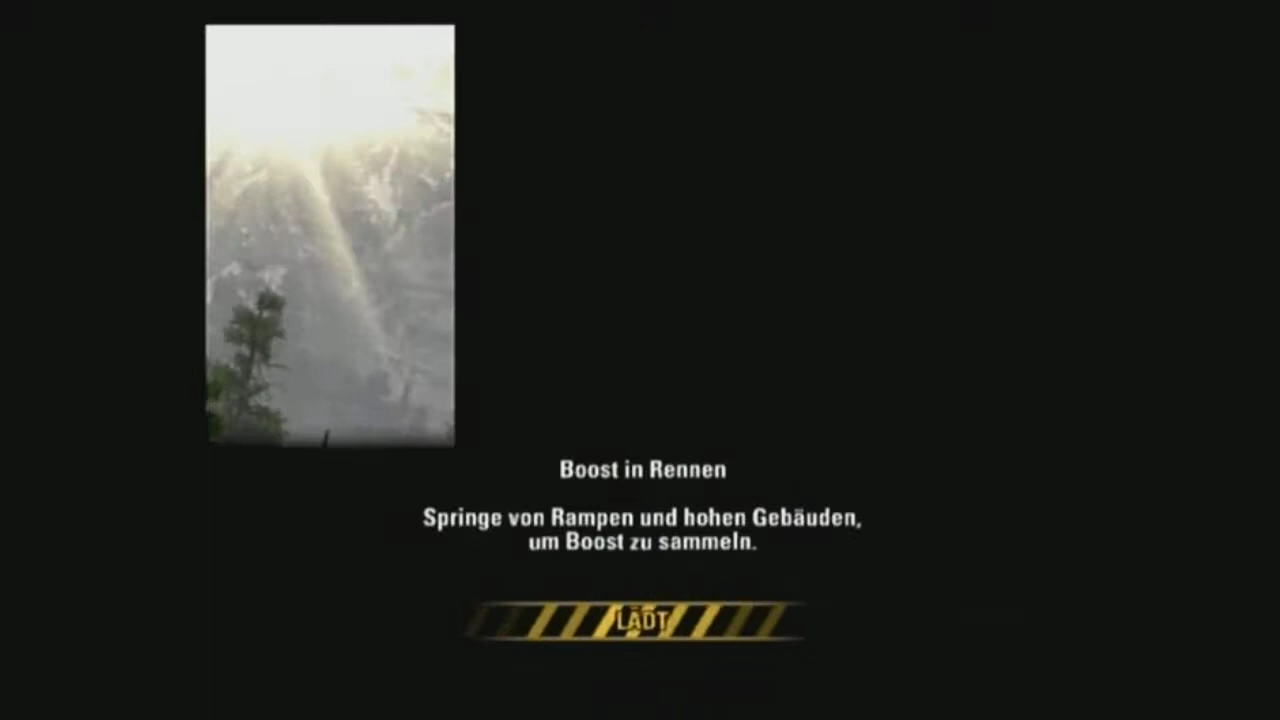 Boost in Rennen
Springe von Rampen und hohen Gebäuden,
um Boost zu sammeln.
LÄDT